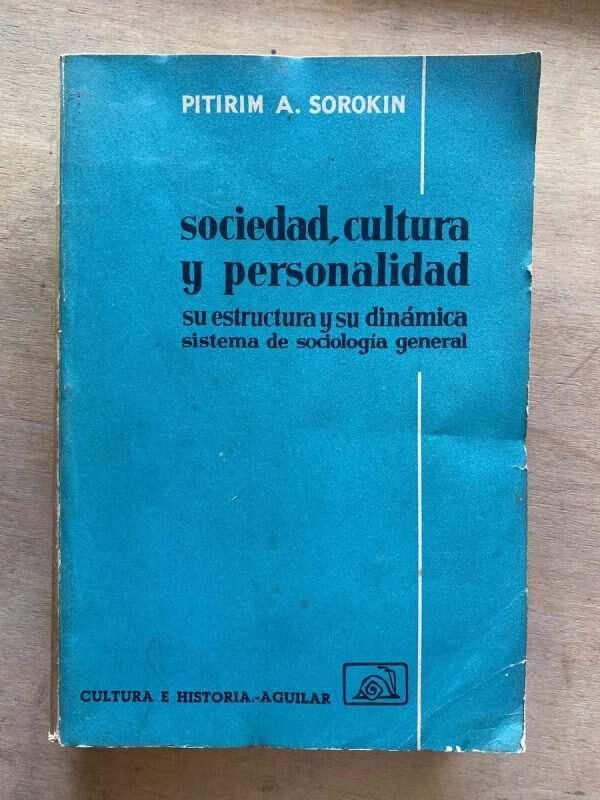 PITIRIM A. SOROKIN
sociedad, cultura
y personalidad
su estructura y su dinámica
sistema de sociología general
CULTURA E HISTORIA.-AGUILAR